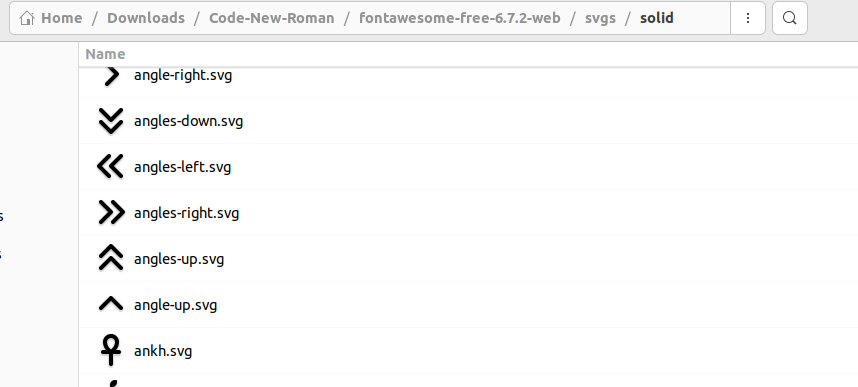 Home / Downloads / Code-New-Roman / fontawesome-free-6.7.2-web / svgs / solid
Name
angle-right.svg
angles-down.svg
angles-left.svg
angles-right.svg
s
angles-up.svg
angle-up.svg
ankh.svg